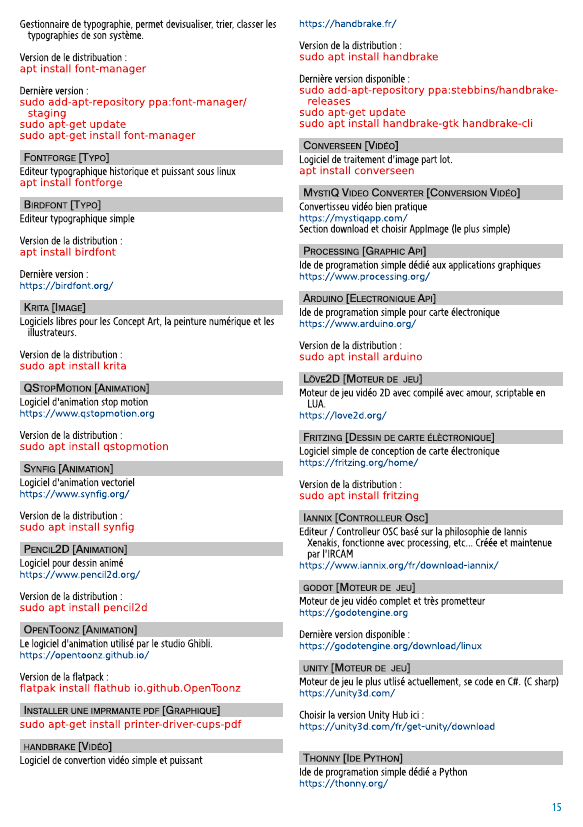 Gestionnaire de typographie, permet devisualiser, trier, classer les
typographies de son système.
Version de le distribuation :
apt install font-manager
Dernière version :
sudo add-apt-repository ppa:font-manager/
staging
sudo apt-get update
sudo apt-get install font-manager
Fontforge [Typo]
Editeur typographique historique et puissant sous linux
apt install fontforge
Birdfont [Typo]
Editeur typographique simple
Version de la distribution :
apt install birdfont
Dernière version :
https://birdfont.org/
Krita [Image]
Logiciels libres pour les Concept Art, la peinture numérique et les
illustrateurs.
Version de la distribution :
sudo apt install krita
QStopMotion [Animation]
Logiciel d'animation stop motion
https://www.qstopmotion.org
Version de la distribution :
sudo apt install qstopmotion
Synfig [Animation]
Logiciel d'animation vectoriel
https://www.synfig.org/
Version de la distribution :
sudo apt install synfig
Pencil2D [Animation]
Logiciel pour dessin animé
https://www.pencil2d.org/
Version de la distribution :
sudo apt install pencil2d
OpenToonz [Animation]
Le logiciel d'animation utilisé par le studio Ghibli.
https://opentoonz.github.io/
Version de la flatpack :
flatpak install flathub io.github.OpenToonz
Installer une imprmante pdf [Graphique]
sudo apt-get install printer-driver-cups-pdf
handbrake [Vidéo]
Logiciel de convertion vidéo simple et puissant
https://handbrake.fr/
Version de la distribution :
sudo apt install handbrake
Dernière version disponible :
sudo add-apt-repository ppa:stebbins/handbrake-
releases
sudo apt-get update
sudo apt install handbrake-gtk handbrake-cli
Converseen [Vidéo]
Logiciel de traitement d'image part lot.
apt install converseen
MystiQ Video Converter [Conversion Vidéo]
Convertisseu vidéo bien pratique
https://mystiqapp.com/
Section download et choisir AppImage (le plus simple)
Processing [Graphic Api]
Ide de programation simple dédié aux applications graphiques
https://www.processing.org/
Arduino [Electronique Api]
Ide de programation simple pour carte électronique
https://www.arduino.org/
Version de la distribution :
sudo apt install arduino
Löve2D [Moteur de jeu]
Moteur de jeu vidéo 2D avec compilé avec amour, scriptable en
LUA.
https://love2d.org/
Fritzing [Dessin de carte élèctronique]
Logiciel simple de conception de carte électronique
https://fritzing.org/home/
Version de la distribution :
sudo apt install fritzing
Iannix [Controlleur Osc]
Editeur / Controlleur OSC basé sur la philosophie de Iannis
Xenakis, fonctionne avec processing, etc... Créée et maintenue
par l'IRCAM
https://www.iannix.org/fr/download-iannix/
godot [Moteur de jeu]
Moteur de jeu vidéo complet et très prometteur
https://godotengine.org
Dernière version disponible :
https://godotengine.org/download/linux
unity [Moteur de jeu]
Moteur de jeu le plus utlisé actuellement, se code en C#. (C sharp)
https://unity3d.com/
Choisir la version Unity Hub ici :
https://unity3d.com/fr/get-unity/download
Thonny [Ide Python]
Ide de programation simple dédié a Python
https://thonny.org/
15